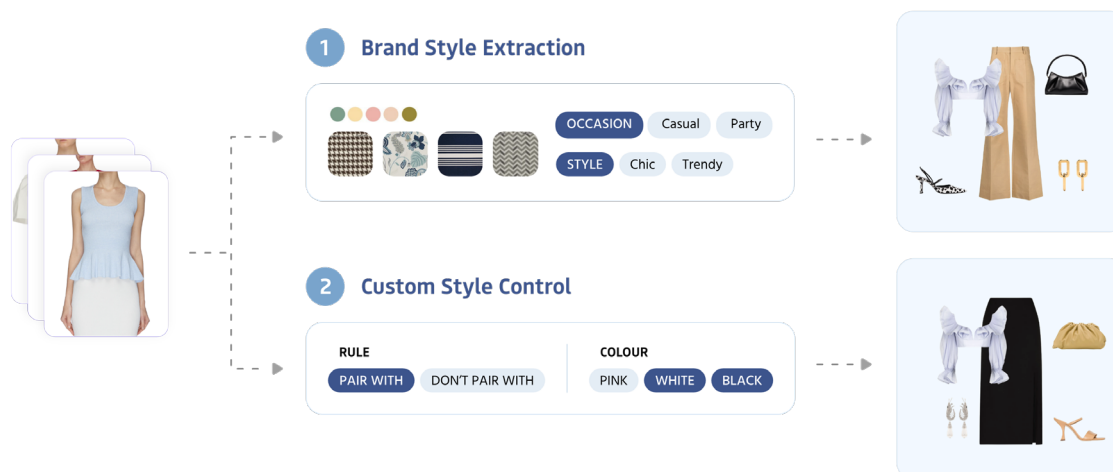 1 Brand Style Extraction
OCCASION Casual Party
STYLE Chic Trendy
2 Custom Style Control
RULE
PAIR WITH DON'T PAIR WITH
COLOUR
PINK WHITE BLACK